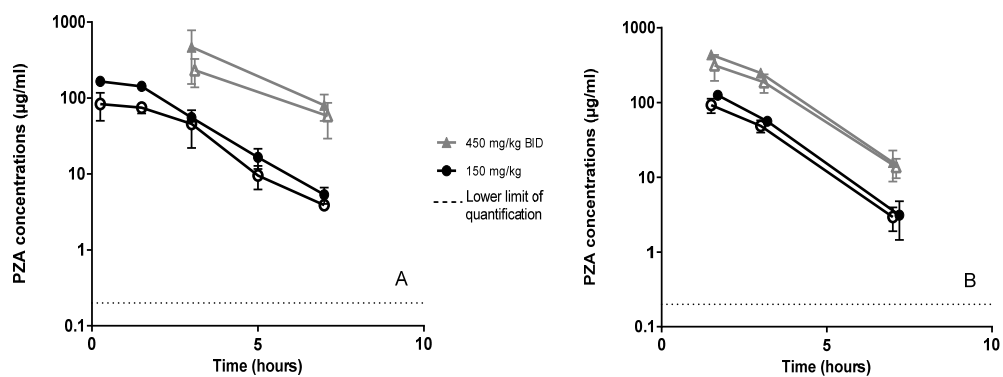 1000
100
10
1
0.1
PZA concentrations (µg/ml)
0
5
10
Time (hours)
A
450 mg/kg BID
150 mg/kg
Lower limit of
quantification
1000
100
10
1
0.1
PZA concentrations (µg/ml)
0
5
10
Time (hours)
B